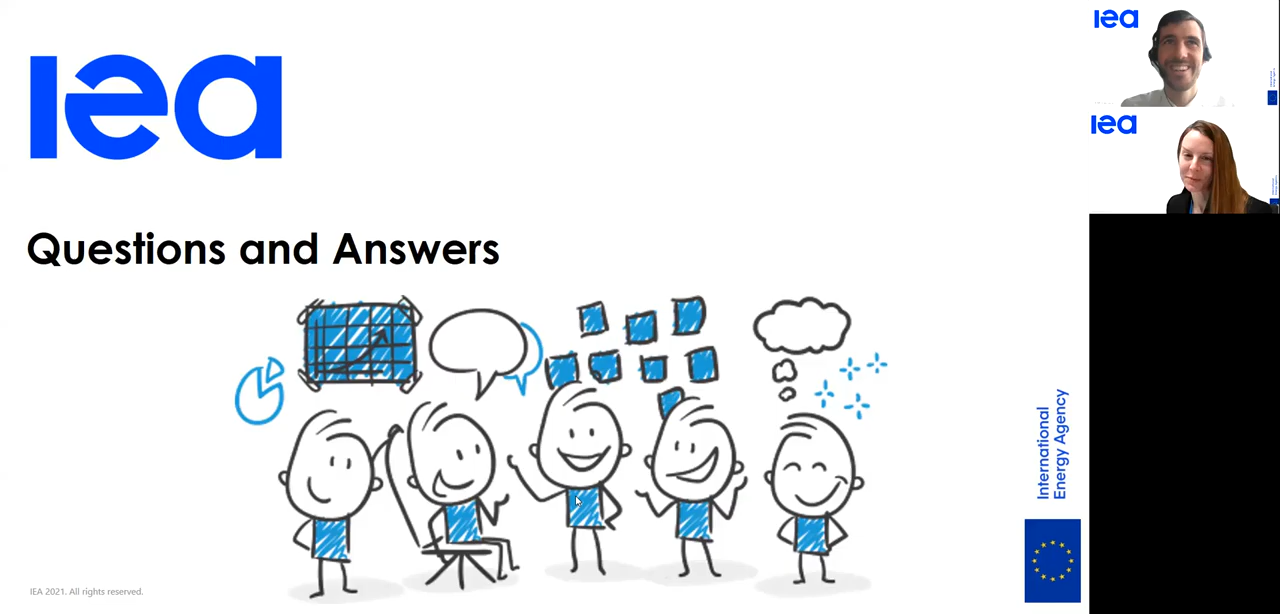 iea
Questions and Answers
International
Energy Agency
IEA 2021. All rights reserved.
iea
iea